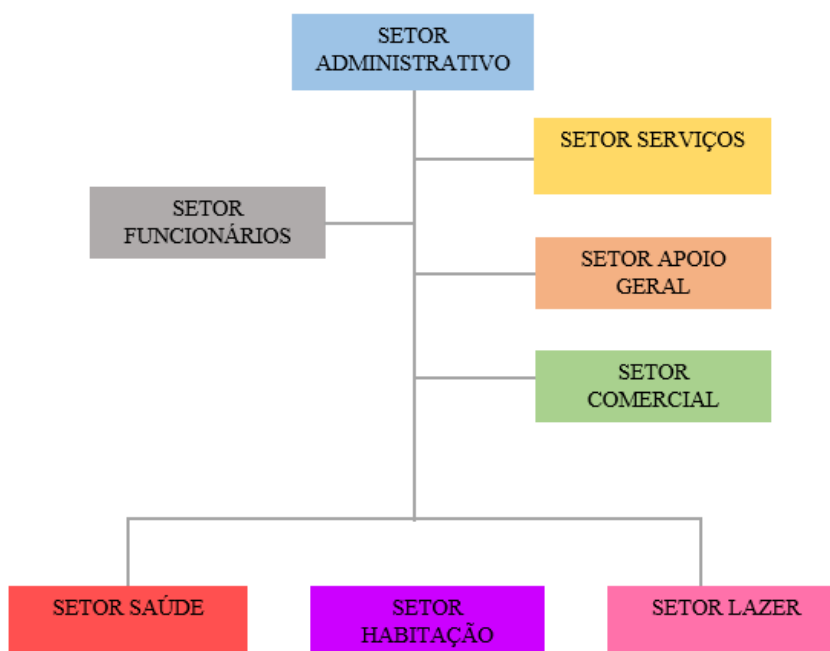 SETOR
ADMINISTRATIVO
SETOR SERVIÇOS
SETOR
FUNCIONÁRIOS
SETOR APOIO
GERAL
SETOR
COMERCIAL
SETOR SAÚDE
SETOR
HABITAÇÃO
SETOR LAZER